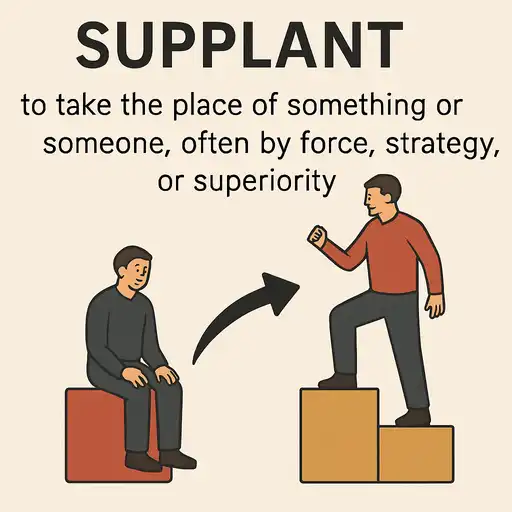 SUPPLANT
to take the place of something or
someone, often by force, strategy,
or superiority